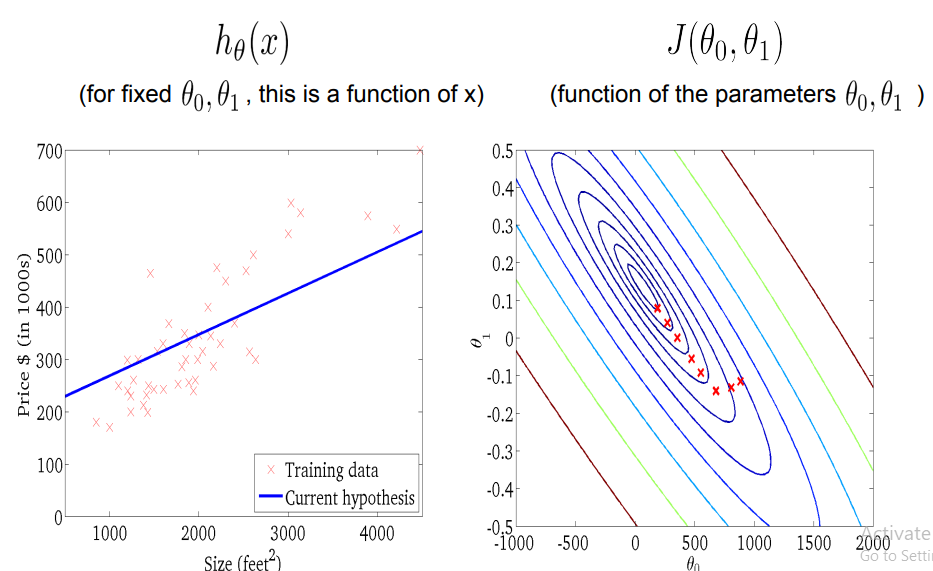 h_θ(x)
(for fixed θ₀, θ₁, this is a function of x)
700
600
500
400
300
200
100
0
Price $ (in 1000s)
1000 2000 3000 4000
Size (feet²)
Training data
Current hypothesis
J(θ₀, θ₁)
(function of the parameters θ₀, θ₁ )
0.5
0.4
0.3
0.2
0.1
0
-0.1
-0.2
-0.3
-0.4
-0.5
θ₁
-1000 -500 0 500 1000 1500 2000
θ₀
Activate
Go to Setti